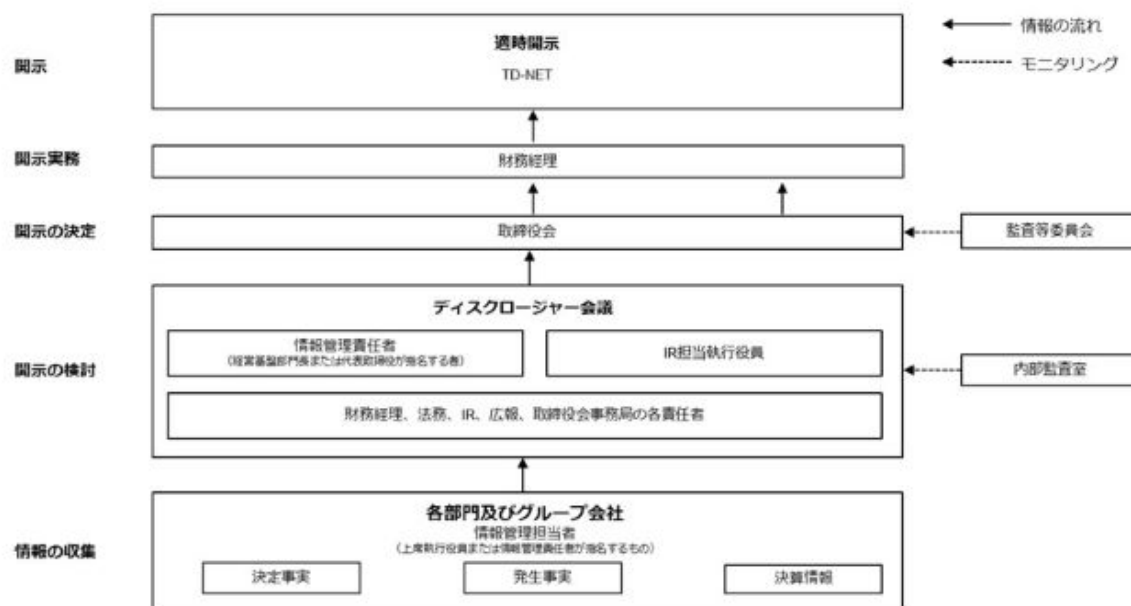 適時開示
情報の流れ
開示
TD-NET
モニタリング
開示実務
財務経理
開示の決定
取締役会
監査等委員会
ディスクロージャー会議
情報管理責任者
(経営基盤部門長または代表取締役が指名する者)
IR担当執行役員
開示の検討
内部監査室
財務経理、法務、IR、広報、取締役会事務局の各責任者
各部門及びグループ会社
情報管理担当者
(上席執行役員または情報管理責任者が指名するもの)
情報の収集
決定事実
発生事実
決算情報